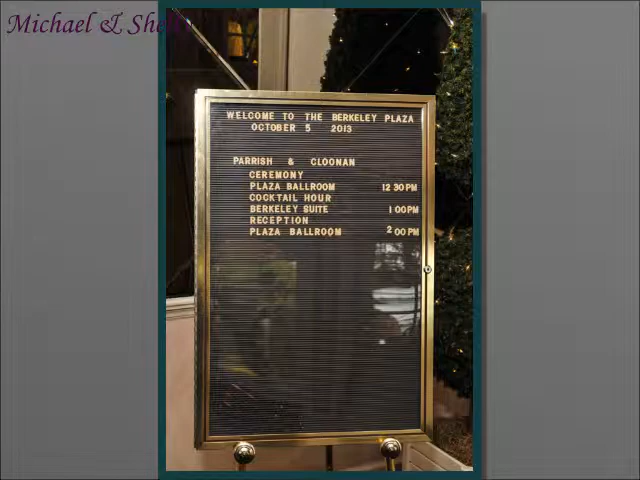 Michael &
WELCOME TO THE BERKELEY PLAZA
OCTOBER 5 2013
PARRISH & CLOONAN
CEREMONY
PLAZA BALLROOM 12 30 PM
COCKTAIL HOUR
BERKELEY SUITE 1 00 PM
RECEPTION
PLAZA BALLROOM 2 00 PM